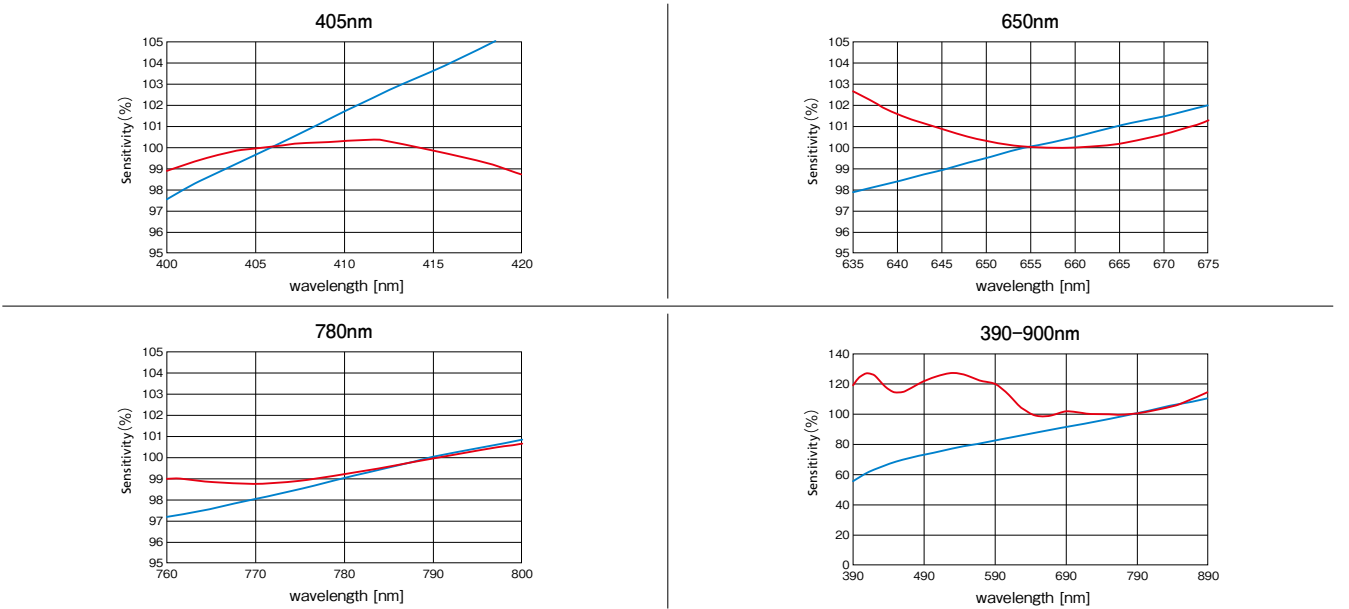 405nm
Sensitivity(%)
105
104
103
102
101
100
99
98
97
96
95
400 405 410 415 420
wavelength [nm]
650nm
Sensitivity(%)
105
104
103
102
101
100
99
98
97
96
95
635 640 645 650 655 660 665 670 675
wavelength [nm]
780nm
Sensitivity(%)
105
104
103
102
101
100
99
98
97
96
95
760 770 780 790 800
wavelength [nm]
390-900nm
Sensitivity(%)
140
120
100
80
60
40
20
0
390 490 590 690 790 890
wavelength [nm]